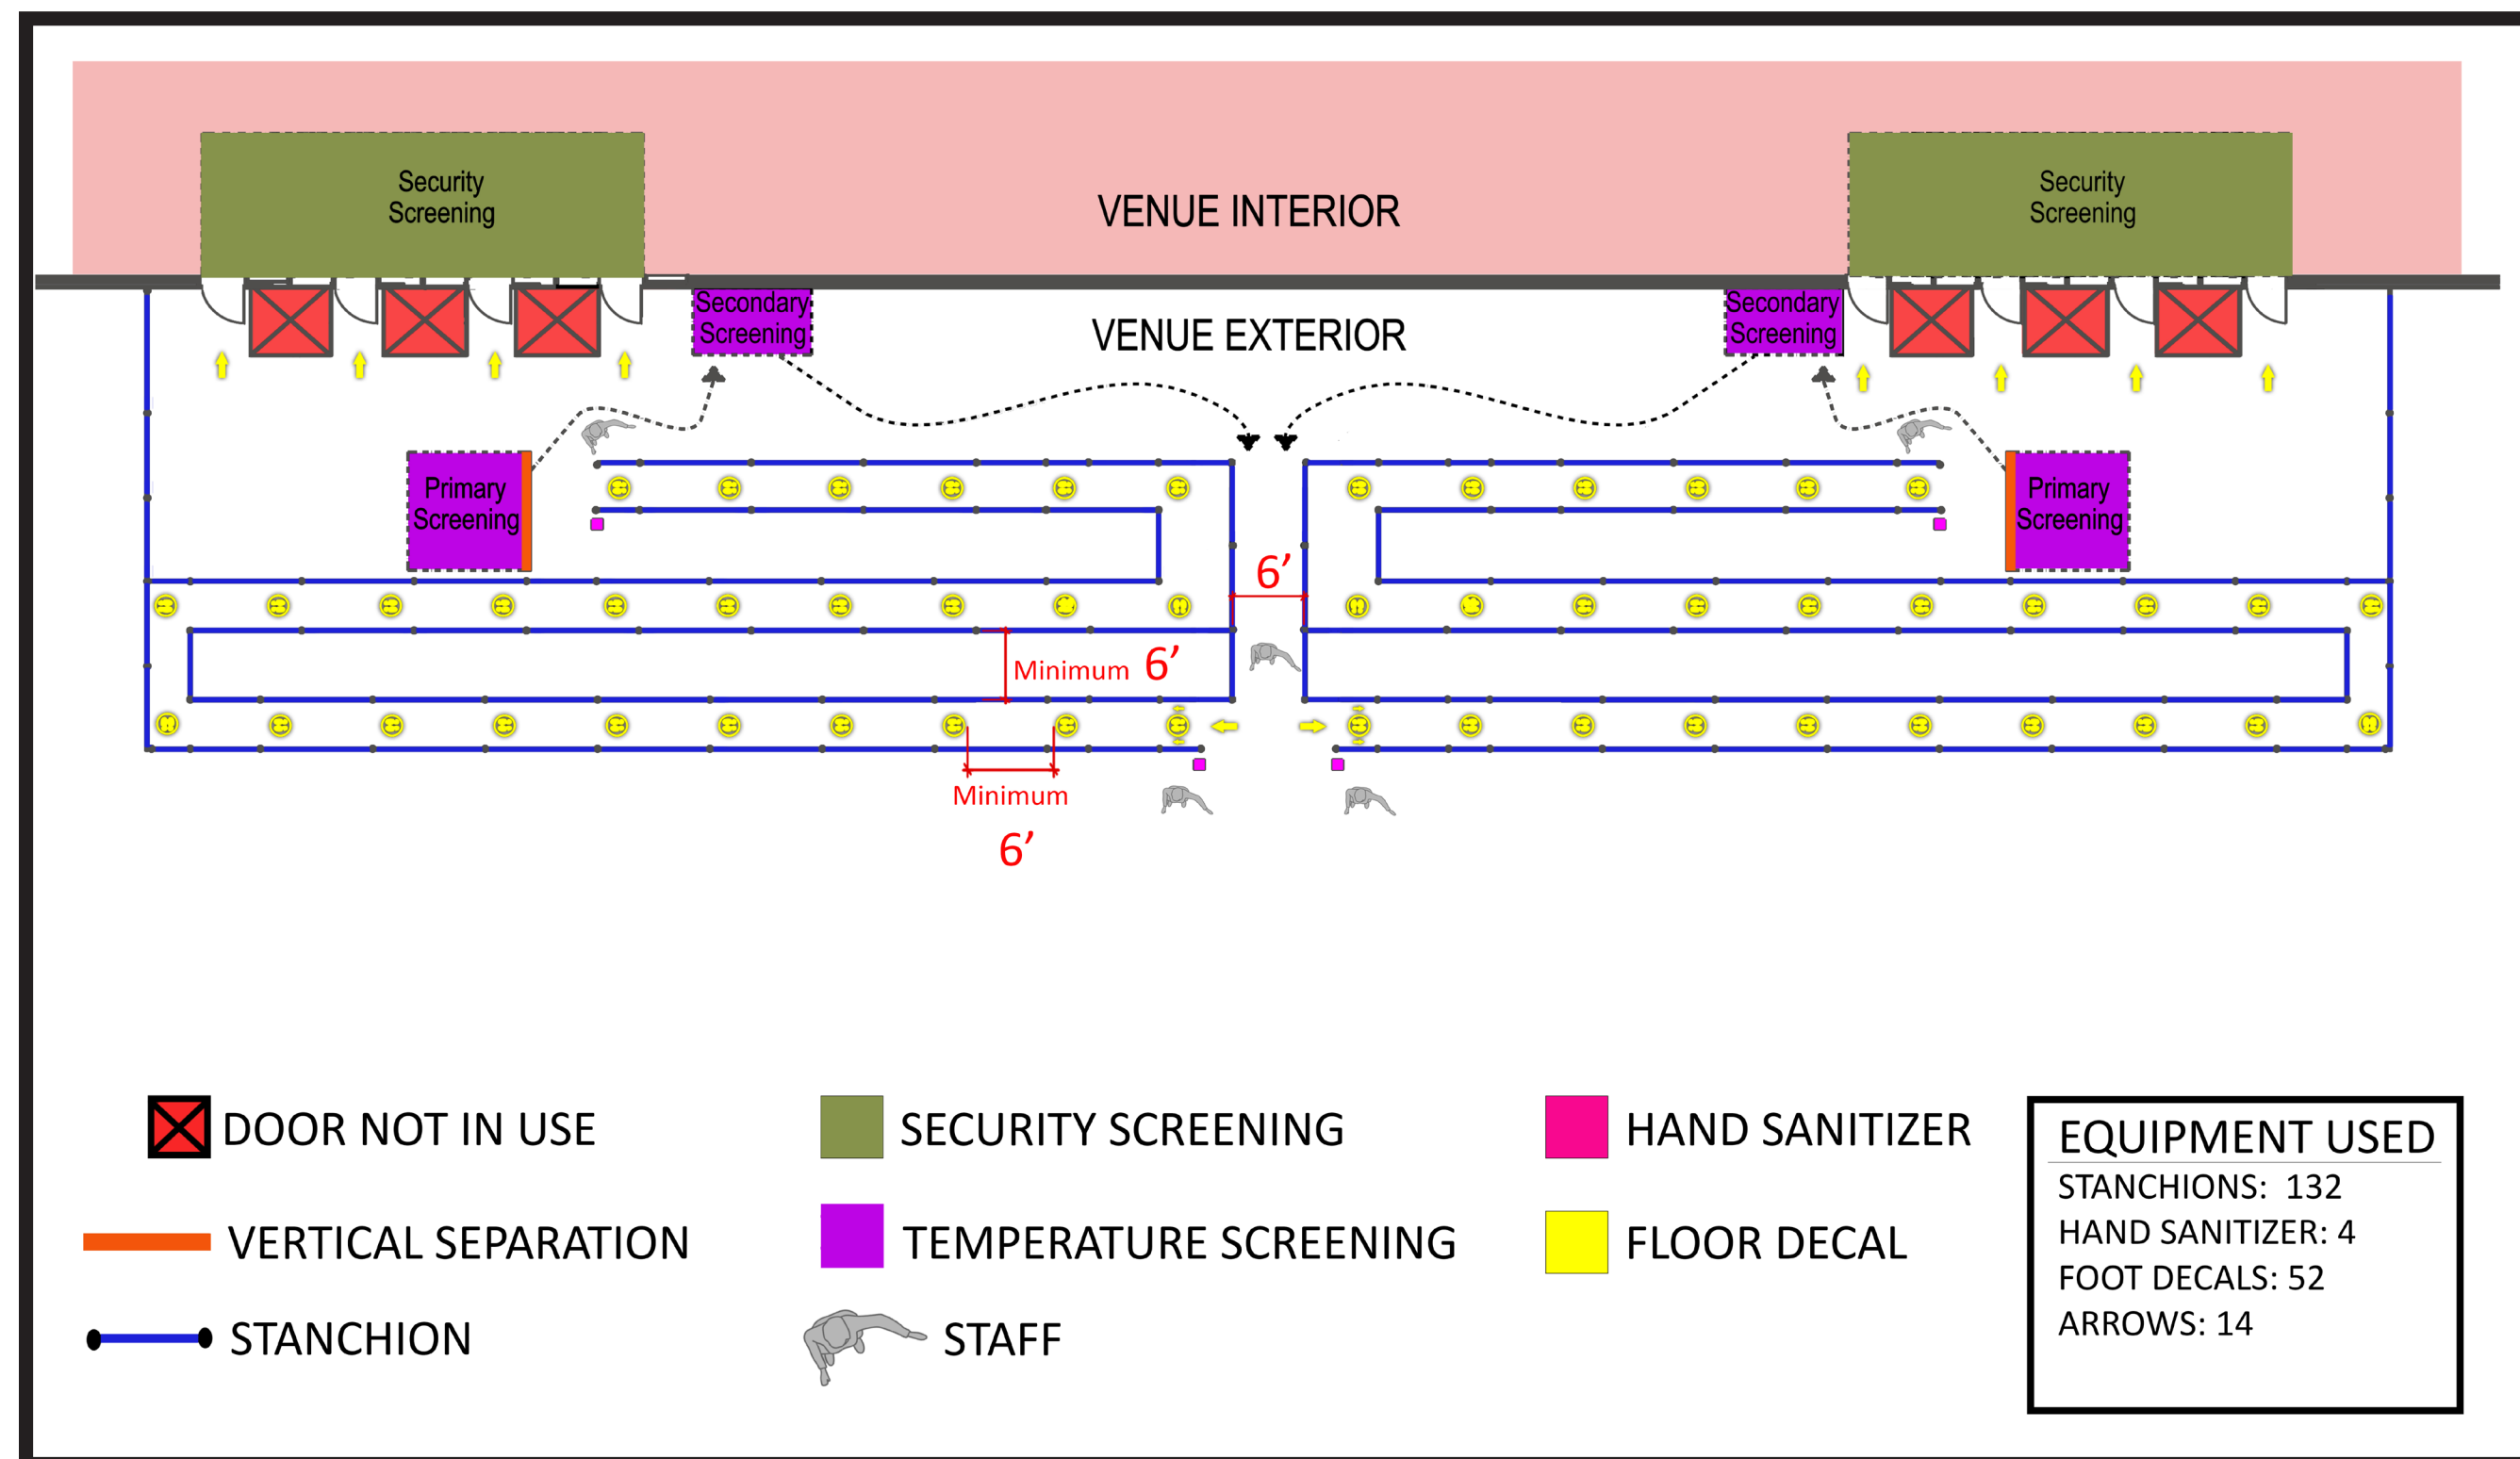 Security
Screening
VENUE INTERIOR
Security
Screening
Secondary
Screening
VENUE EXTERIOR
Secondary
Screening
Primary
Screening
Primary
Screening
6’
Minimum 6’
Minimum
6’
DOOR NOT IN USE
SECURITY SCREENING
HAND SANITIZER
VERTICAL SEPARATION
TEMPERATURE SCREENING
FLOOR DECAL
STANCHION
STAFF
EQUIPMENT USED
STANCHIONS: 132
HAND SANITIZER: 4
FOOT DECALS: 52
ARROWS: 14